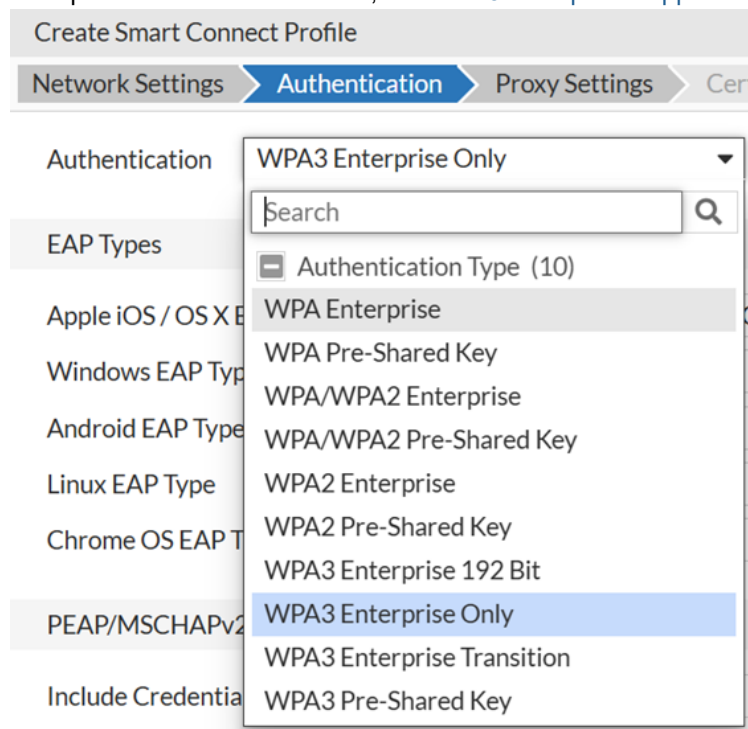 Create Smart Connect Profile
Network Settings Authentication Proxy Settings Cer
Authentication WPA3 Enterprise Only
Search
EAP Types
Authentication Type (10)
Apple iOS / OS X E
WPA Enterprise
WPA Pre-Shared Key
Windows EAP Typ
WPA/WPA2 Enterprise
Android EAP Type
WPA/WPA2 Pre-Shared Key
Linux EAP Type
WPA2 Enterprise
WPA2 Pre-Shared Key
Chrome OS EAP T
WPA3 Enterprise 192 Bit
PEAP/MSCHAPv2
WPA3 Enterprise Only
WPA3 Enterprise Transition
Include Credentia
WPA3 Pre-Shared Key